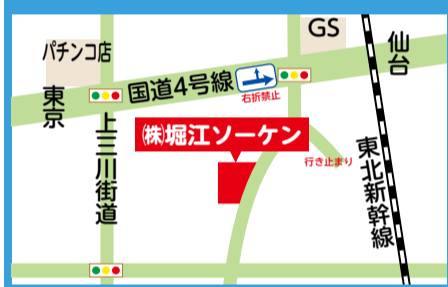 GS
仙台
パチンコ店
国道4号線
東京
右折禁止
上三川街道
㈱堀江ソーケン
行き止まり
東北新幹線